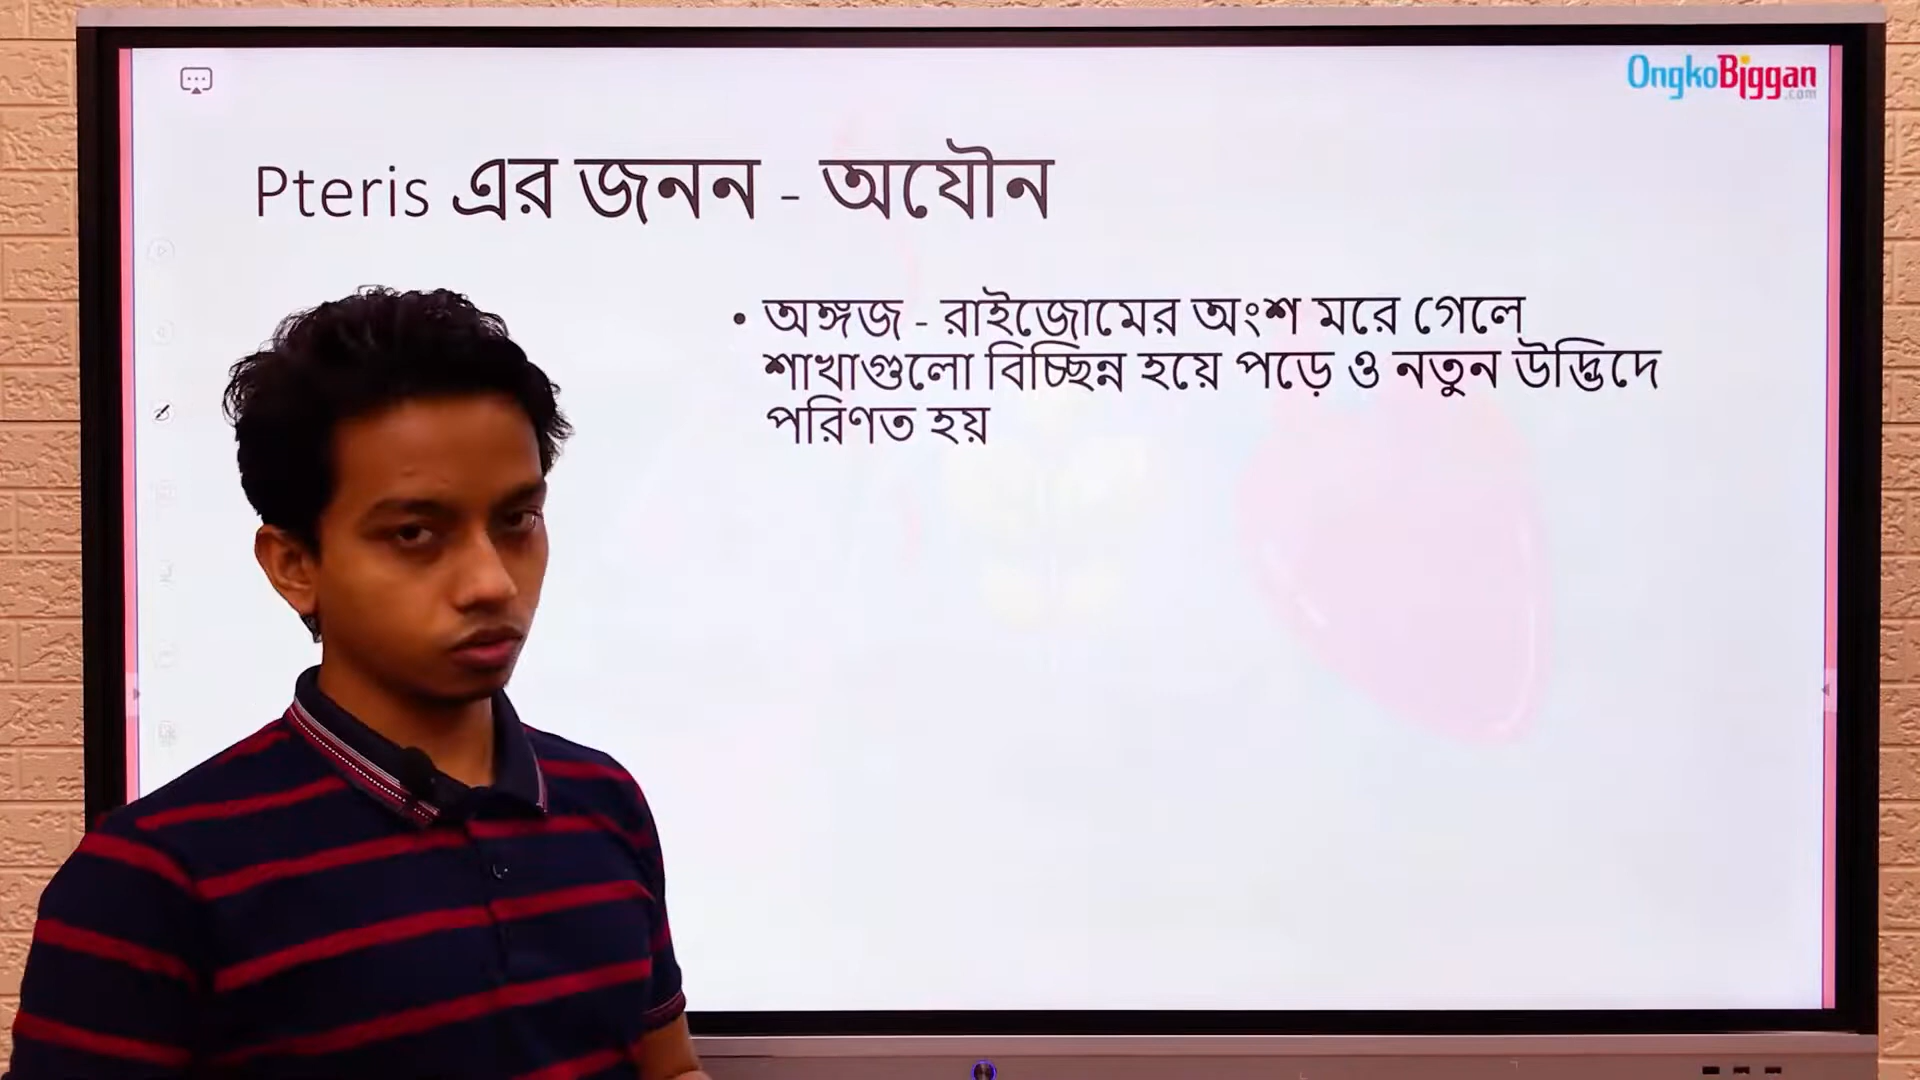 OngkoBiggan
.com
Pteris এর জনন - অযৌন
• অঙ্গজ - রাইজোমের অংশ মরে গেলে
শাখাগুলো বিচ্ছিন্ন হয়ে পড়ে ও নতুন উদ্ভিদে
পরিণত হয়